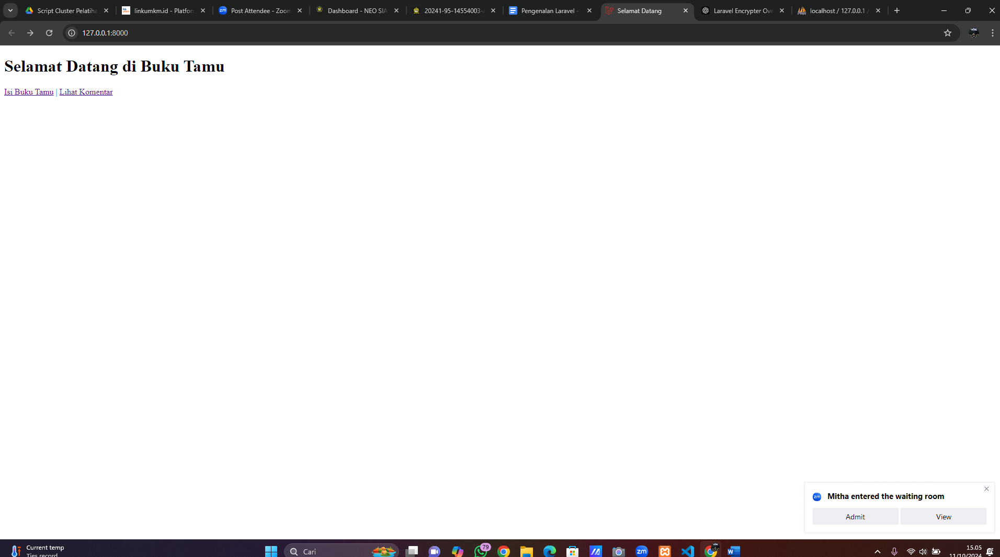 Script Cluster Pelatiha
linkumkm.id - Platfor
Post Attendee - Zoom
Dashboard - NEO SIA
20241-95-14554003-
Pengenalan Laravel -
Selamat Datang
Laravel Encrypter Ove
localhost / 127.0.0.1 /
127.0.0.1:8000
Selamat Datang di Buku Tamu
Isi Buku Tamu | Lihat Komentar
zm Mitha entered the waiting room
Admit View
Current temp
Ties record
Cari
79
15.05
11/10/2024